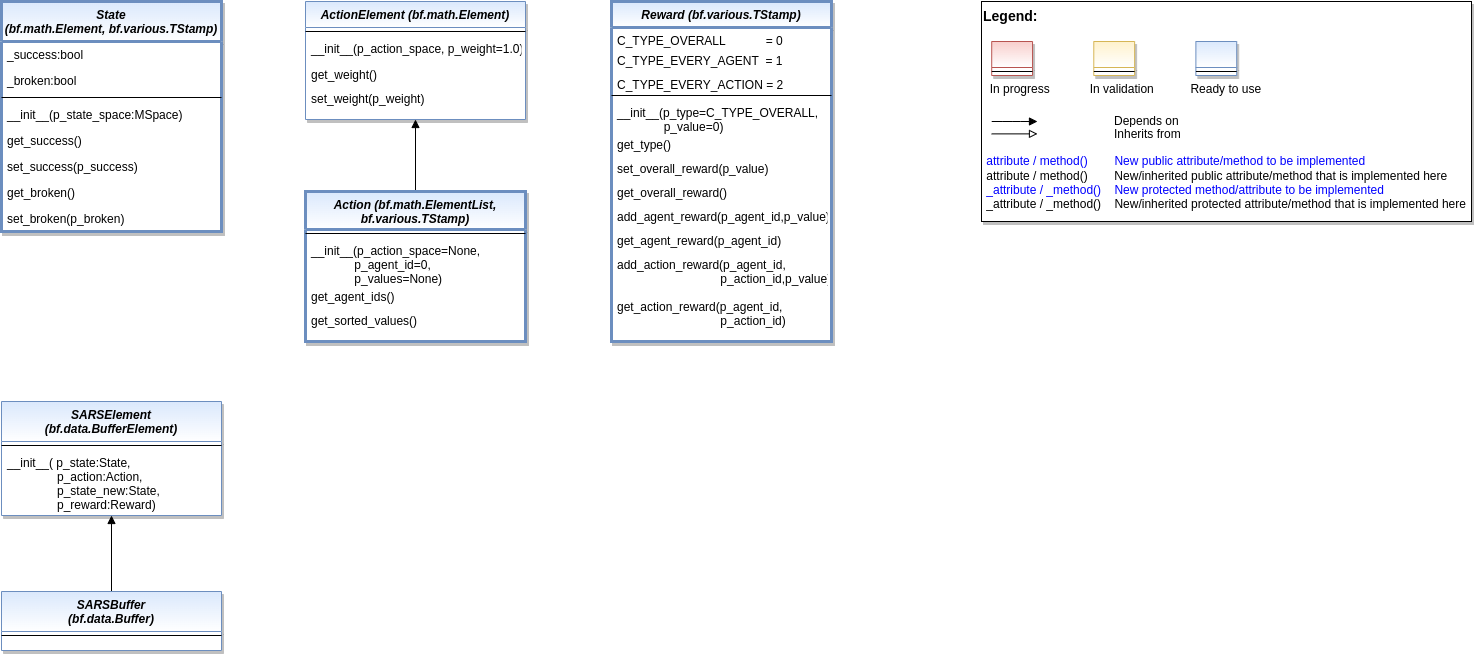 State
(bf.math.Element, bf.various.TStamp)
_success:bool
_broken:bool
__init__(p_state_space:MSpace)
get_success()
set_success(p_success)
get_broken()
set_broken(p_broken)
ActionElement (bf.math.Element)
__init__(p_action_space, p_weight=1.0)
get_weight()
set_weight(p_weight)
Action (bf.math.ElementList,
bf.various.TStamp)
__init__(p_action_space=None,
p_agent_id=0,
p_values=None)
get_agent_ids()
get_sorted_values()
Reward (bf.various.TStamp)
C_TYPE_OVERALL = 0
C_TYPE_EVERY_AGENT = 1
C_TYPE_EVERY_ACTION = 2
__init__(p_type=C_TYPE_OVERALL,
p_value=0)
get_type()
set_overall_reward(p_value)
get_overall_reward()
add_agent_reward(p_agent_id,p_value)
get_agent_reward(p_agent_id)
add_action_reward(p_agent_id,
p_action_id,p_value)
get_action_reward(p_agent_id,
p_action_id)
Legend:
In progress
In validation
Ready to use
Depends on
Inherits from
attribute / method() New public attribute/method to be implemented
attribute / method() New/inherited public attribute/method that is implemented here
_attribute / _method() New protected method/attribute to be implemented
_attribute / _method() New/inherited protected attribute/method that is implemented here
SARSElement
(bf.data.BufferElement)
__init__( p_state:State,
p_action:Action,
p_state_new:State,
p_reward:Reward)
SARSBuffer
(bf.data.Buffer)